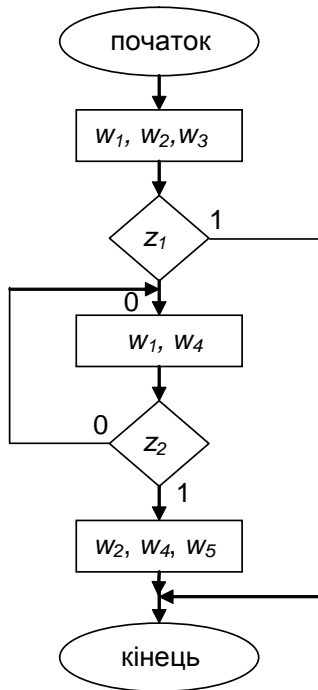 початок
w₁, w₂,w₃
z₁
1
0
w₁, w₄
0
z₂
1
w₂, w₄, w₅
кінець